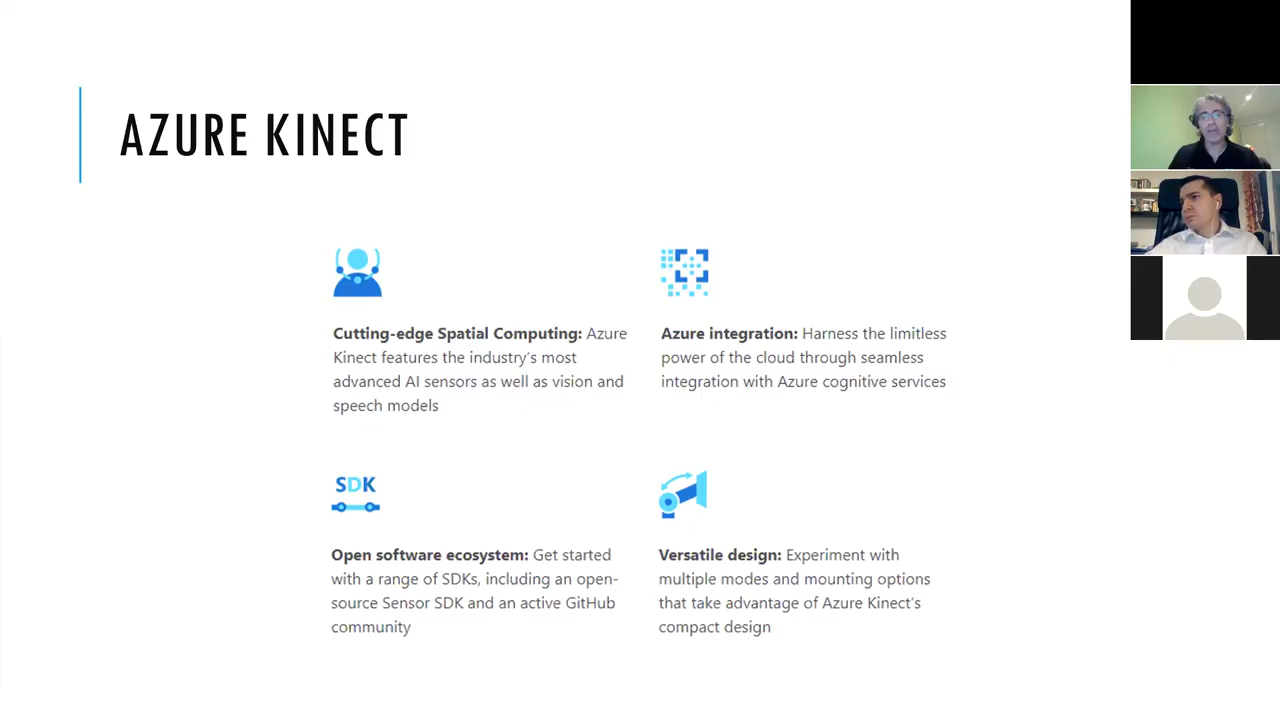 AZURE KINECT
Cutting-edge Spatial Computing: Azure
Kinect features the industry's most
advanced AI sensors as well as vision and
speech models
Azure integration: Harness the limitless
power of the cloud through seamless
integration with Azure cognitive services
SDK
Open software ecosystem: Get started
with a range of SDKs, including an open-
source Sensor SDK and an active GitHub
community
Versatile design: Experiment with
multiple modes and mounting options
that take advantage of Azure Kinect's
compact design